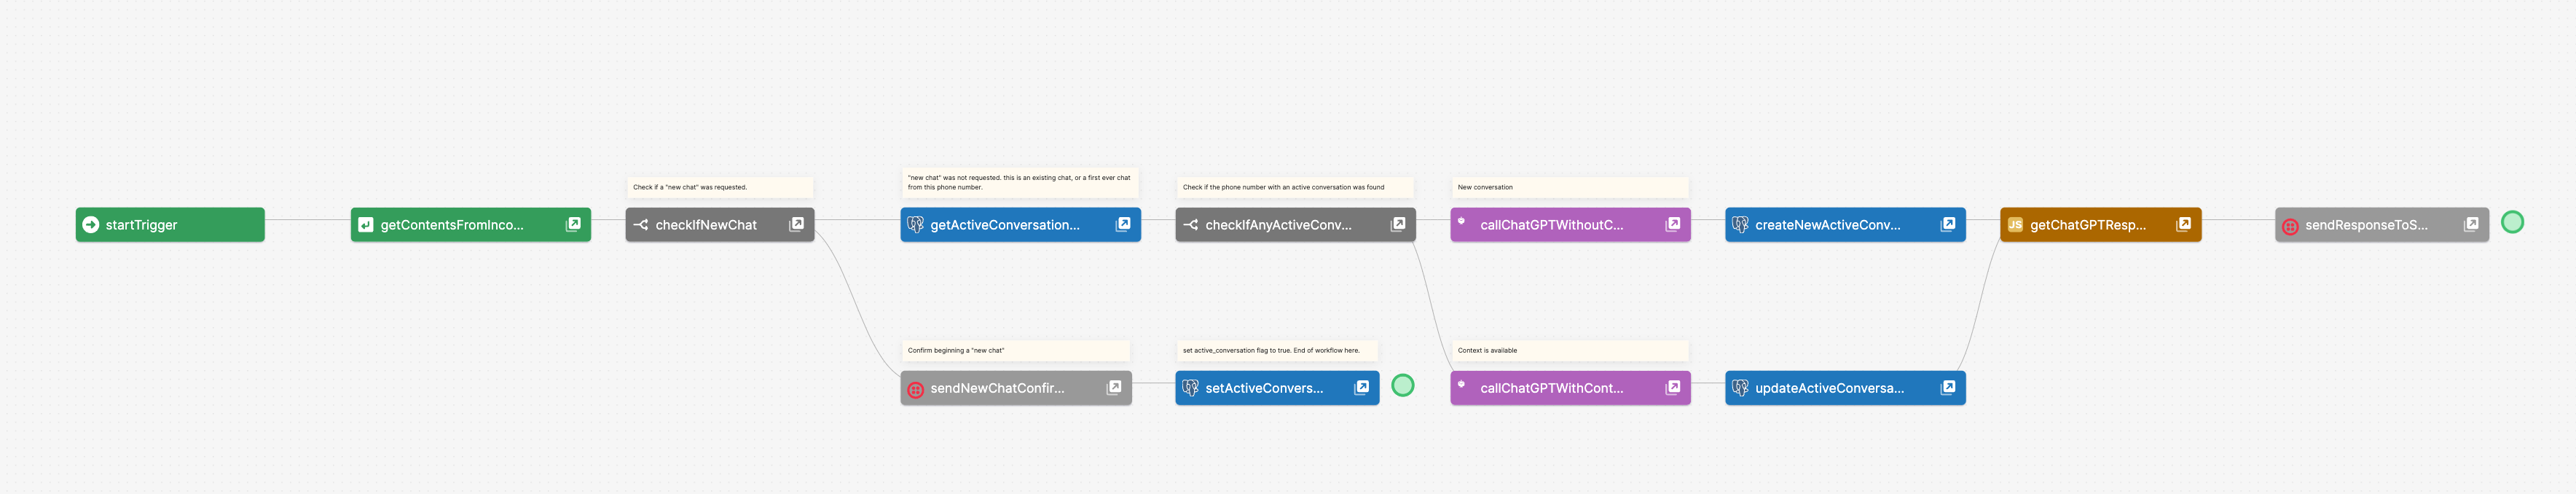 Check if a "new chat" was requested.
"new chat" was not requested. this is an existing chat, or a first ever chat
from this phone number.
Check if the phone number with an active conversation was found
New conversation
startTrigger
getContentsFromInco...
checkIfNewChat
getActiveConversation...
checkIfAnyActiveConv...
callChatGPTWithoutC...
createNewActiveConv...
JS getChatGPTResp...
sendResponseToS...
Confirm beginning a "new chat"
set active_conversation flag to true. End of workflow here.
Context is available
sendNewChatConfir...
setActiveConvers...
callChatGPTWithCont...
updateActiveConversa...